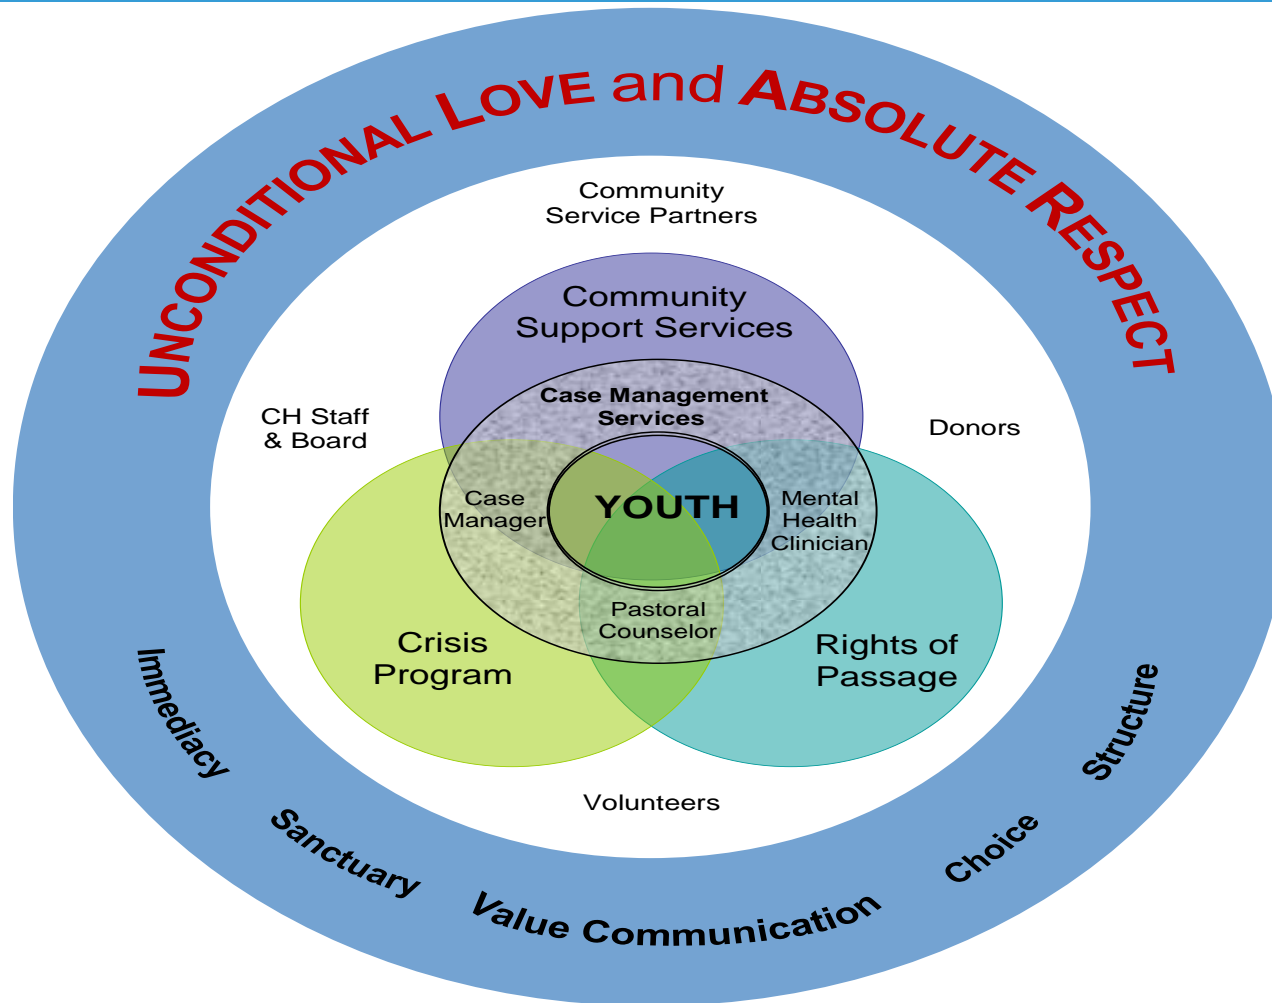 UNCONDITIONAL LOVE and ABSOLUTE RESPECT
Community
Service Partners
Community
Support Services
Case Management
Services
CH Staff
& Board
Donors
Case
Manager
YOUTH
Mental
Health
Clinician
Pastoral
Counselor
Crisis
Program
Rights of
Passage
Volunteers
Immediacy
Sanctuary
Value Communication
Choice
Structure